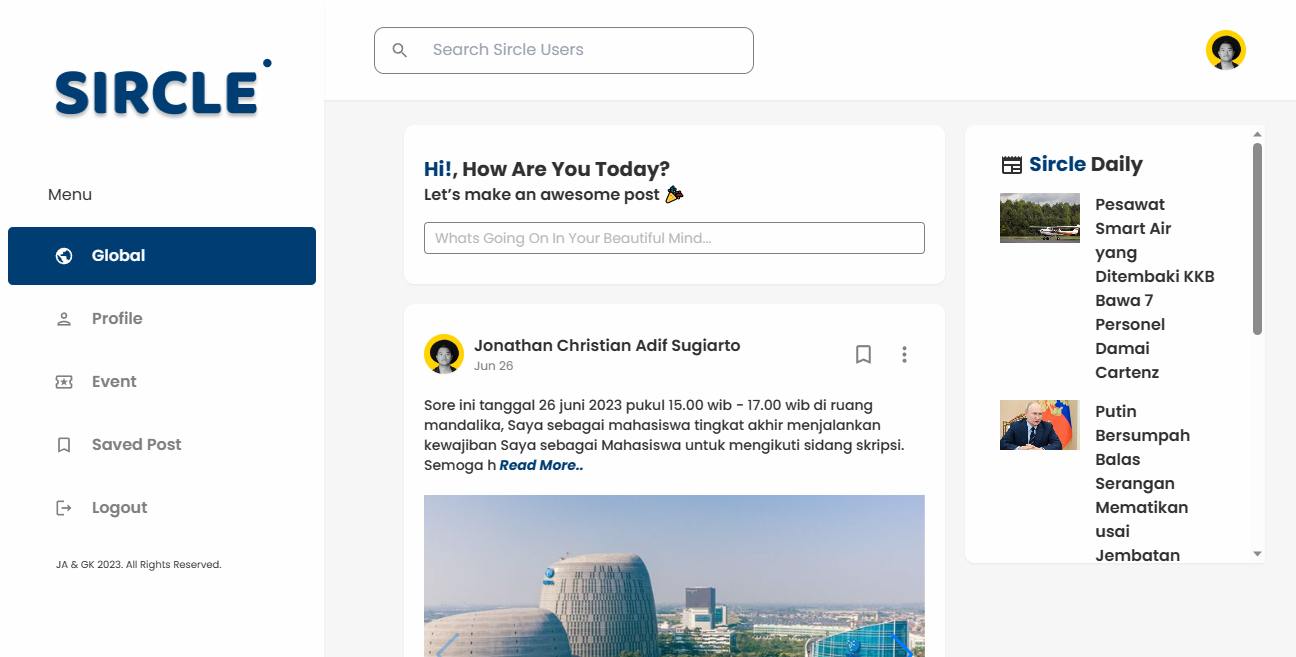 SIRCLE
Search Sircle Users
Menu
Global
Profile
Event
Saved Post
Logout
JA & GK 2023. All Rights Reserved.
Hi!, How Are You Today?
Let's make an awesome post 🎉
Whats Going On In Your Beautiful Mind...
Jonathan Christian Adif Sugiarto
Jun 26
Sore ini tanggal 26 juni 2023 pukul 15.00 wib - 17.00 wib di ruang
mandalika, Saya sebagai mahasiswa tingkat akhir menjalankan
kewajiban Saya sebagai Mahasiswa untuk mengikuti sidang skripsi.
Semoga h Read More..
Sircle Daily
Pesawat
Smart Air
yang
Ditembaki KKB
Bawa 7
Personel
Damai
Cartenz
Putin
Bersumpah
Balas
Serangan
Mematikan
usai
Jembatan